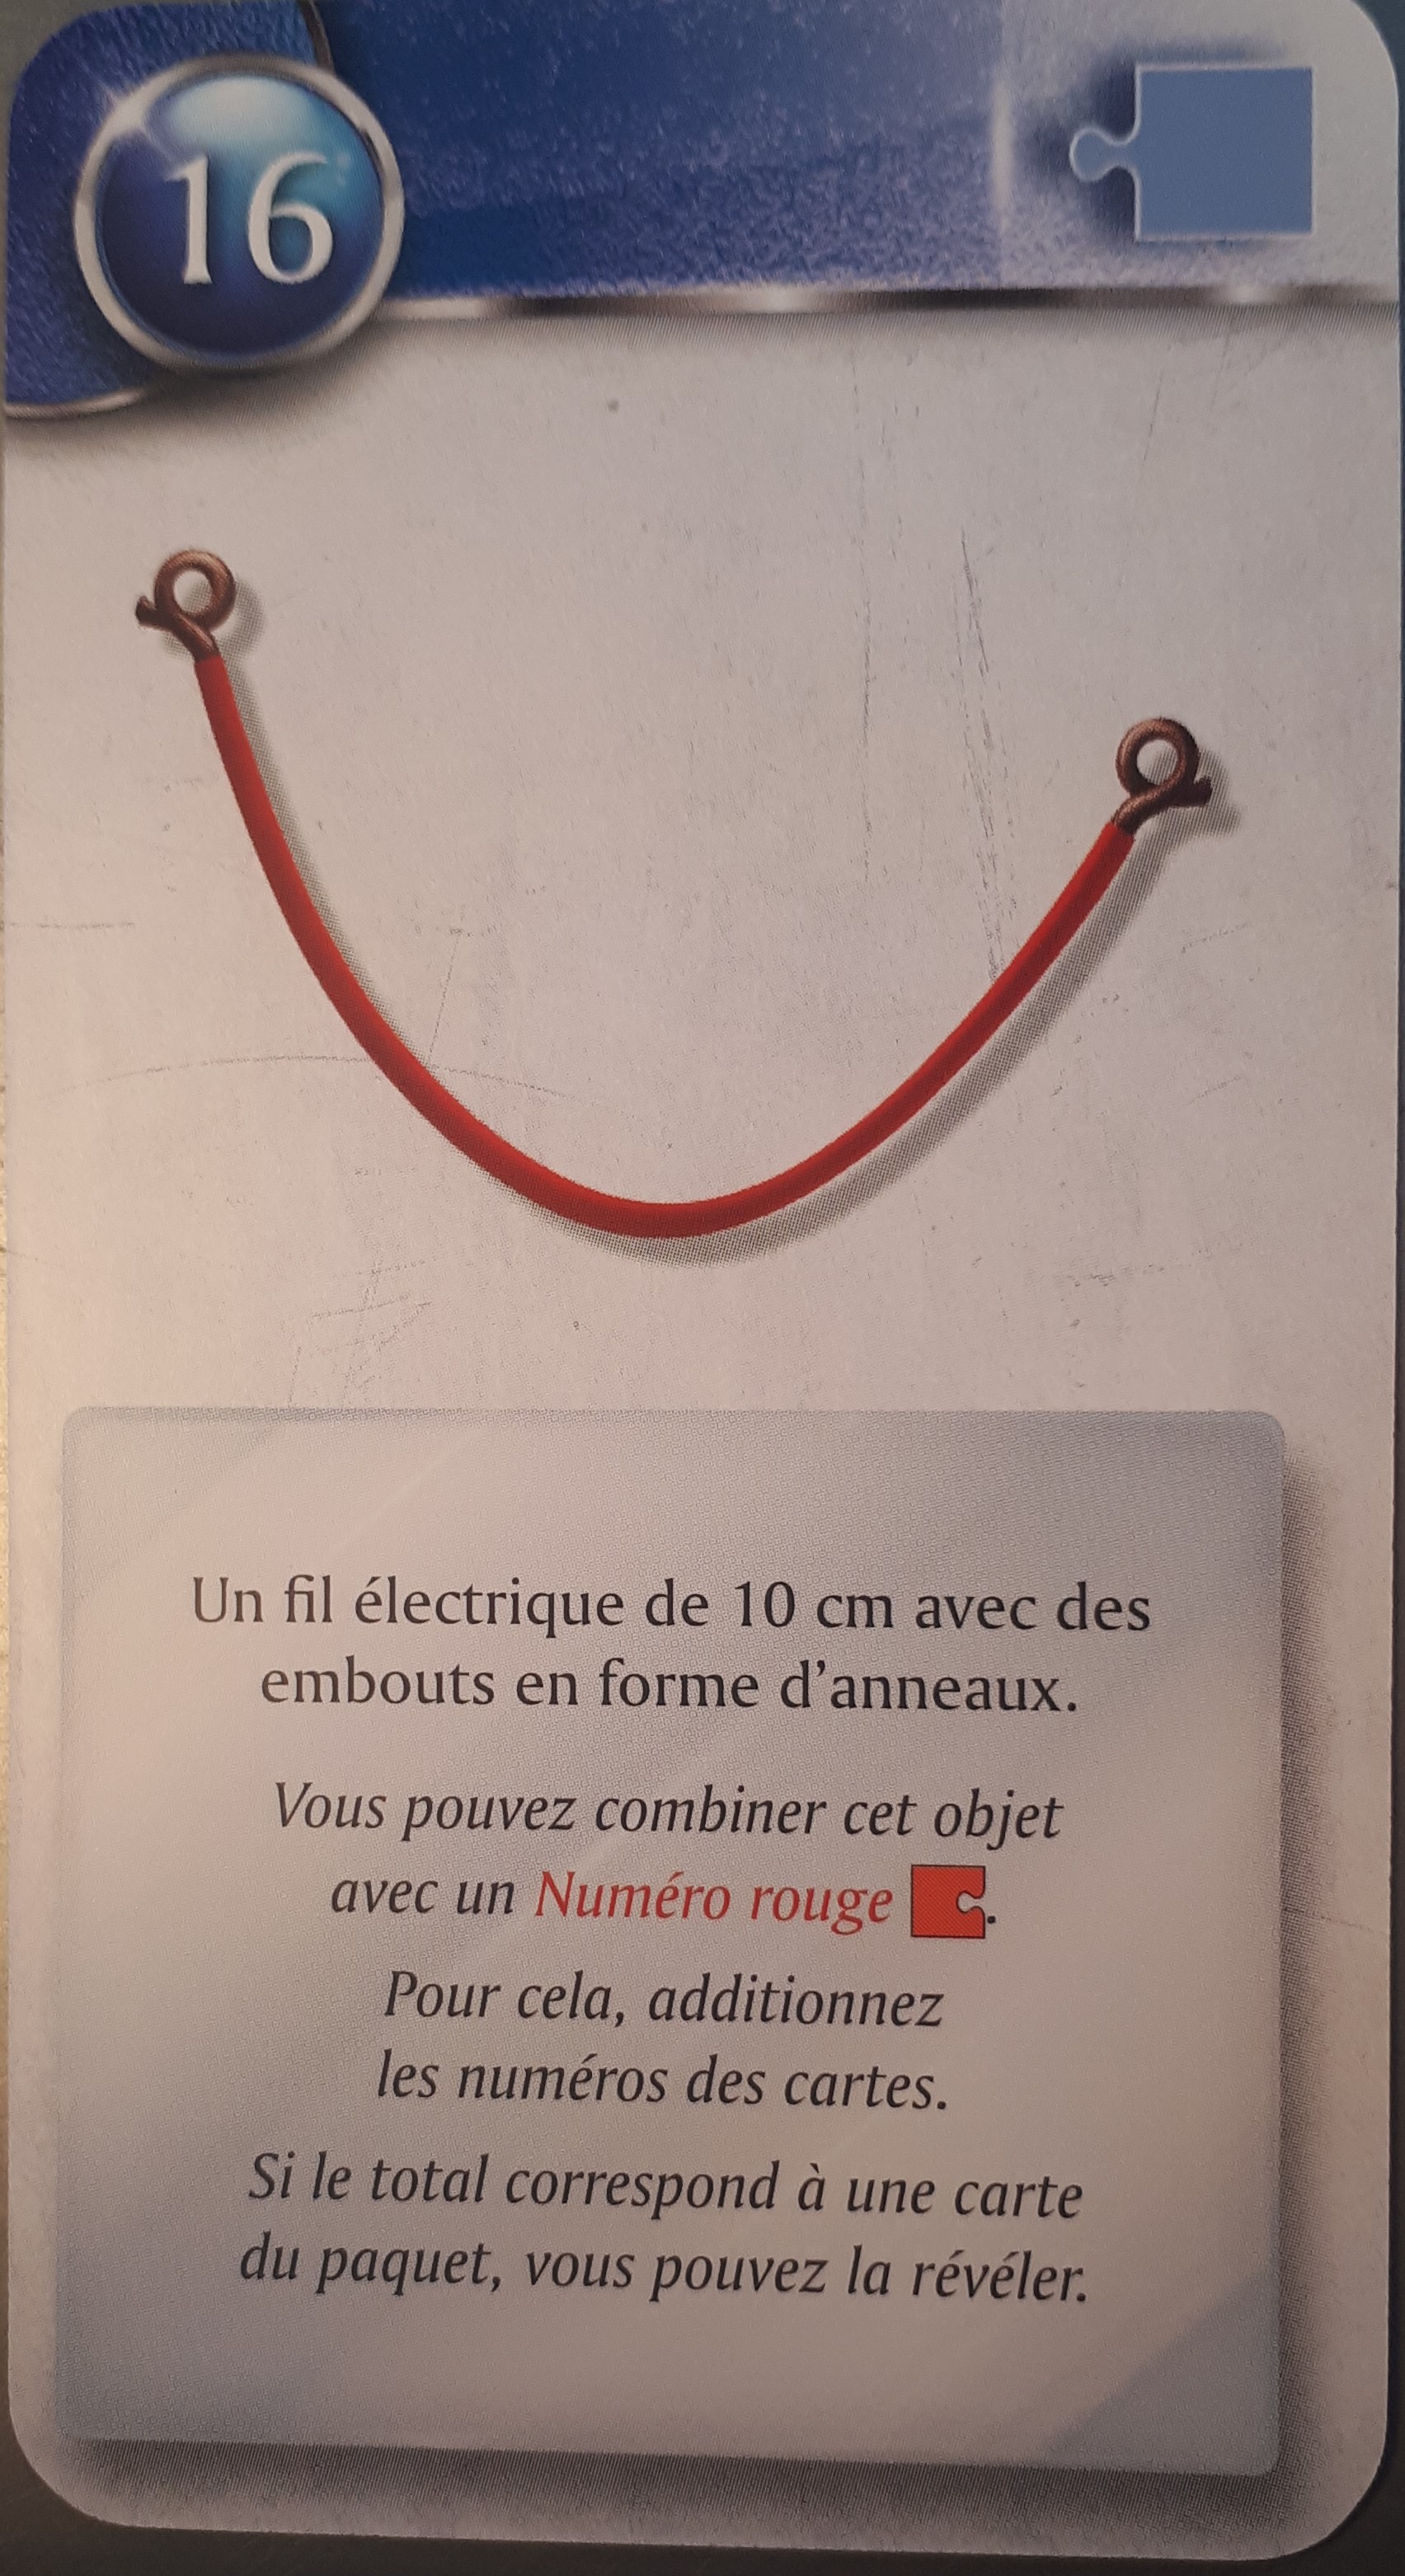 16
Un fil électrique de 10 cm avec des
embouts en forme d'anneaux.
Vous pouvez combiner cet objet
avec un Numéro rouge .
Pour cela, additionnez
les numéros des cartes.
Si le total correspond à une carte
du paquet, vous pouvez la révéler.